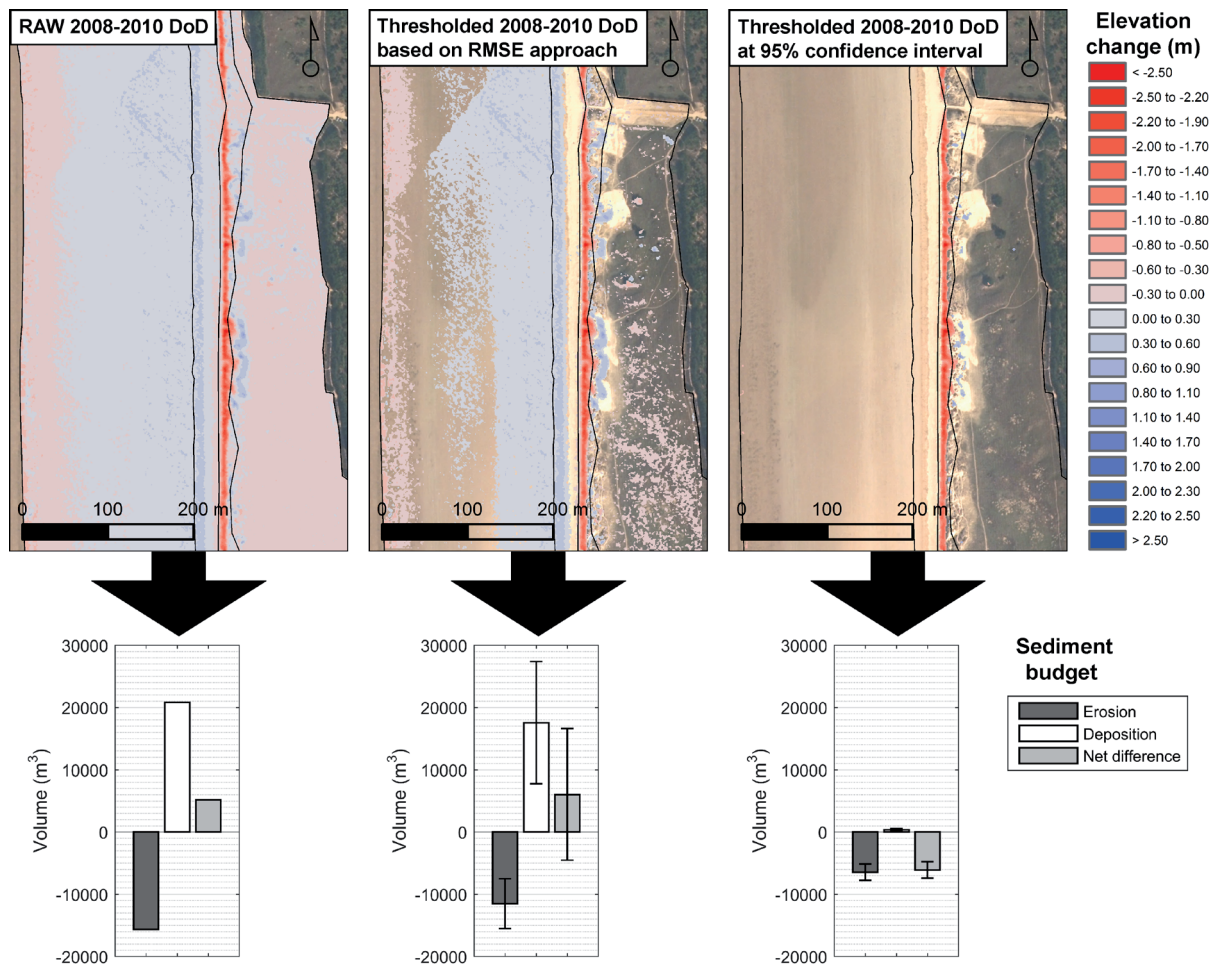 RAW 2008-2010 DoD
Thresholded 2008-2010 DoD
based on RMSE approach
Thresholded 2008-2010 DoD
at 95% confidence interval
Elevation
change (m)
< -2.50
-2.50 to -2.20
-2.20 to -1.90
-2.00 to -1.70
-1.70 to -1.40
-1.40 to -1.10
-1.10 to -0.80
-0.80 to -0.50
-0.60 to -0.30
-0.30 to 0.00
0.00 to 0.30
0.30 to 0.60
0.60 to 0.90
0.80 to 1.10
1.10 to 1.40
1.40 to 1.70
1.70 to 2.00
2.00 to 2.30
2.20 to 2.50
> 2.50
0 100 200 m
0 100 200 m
0 100 200 m
Volume (m³)
30000
20000
10000
0
-10000
-20000
Volume (m³)
30000
20000
10000
0
-10000
-20000
Volume (m³)
30000
20000
10000
0
-10000
-20000
Sediment
budget
Erosion
Deposition
Net difference